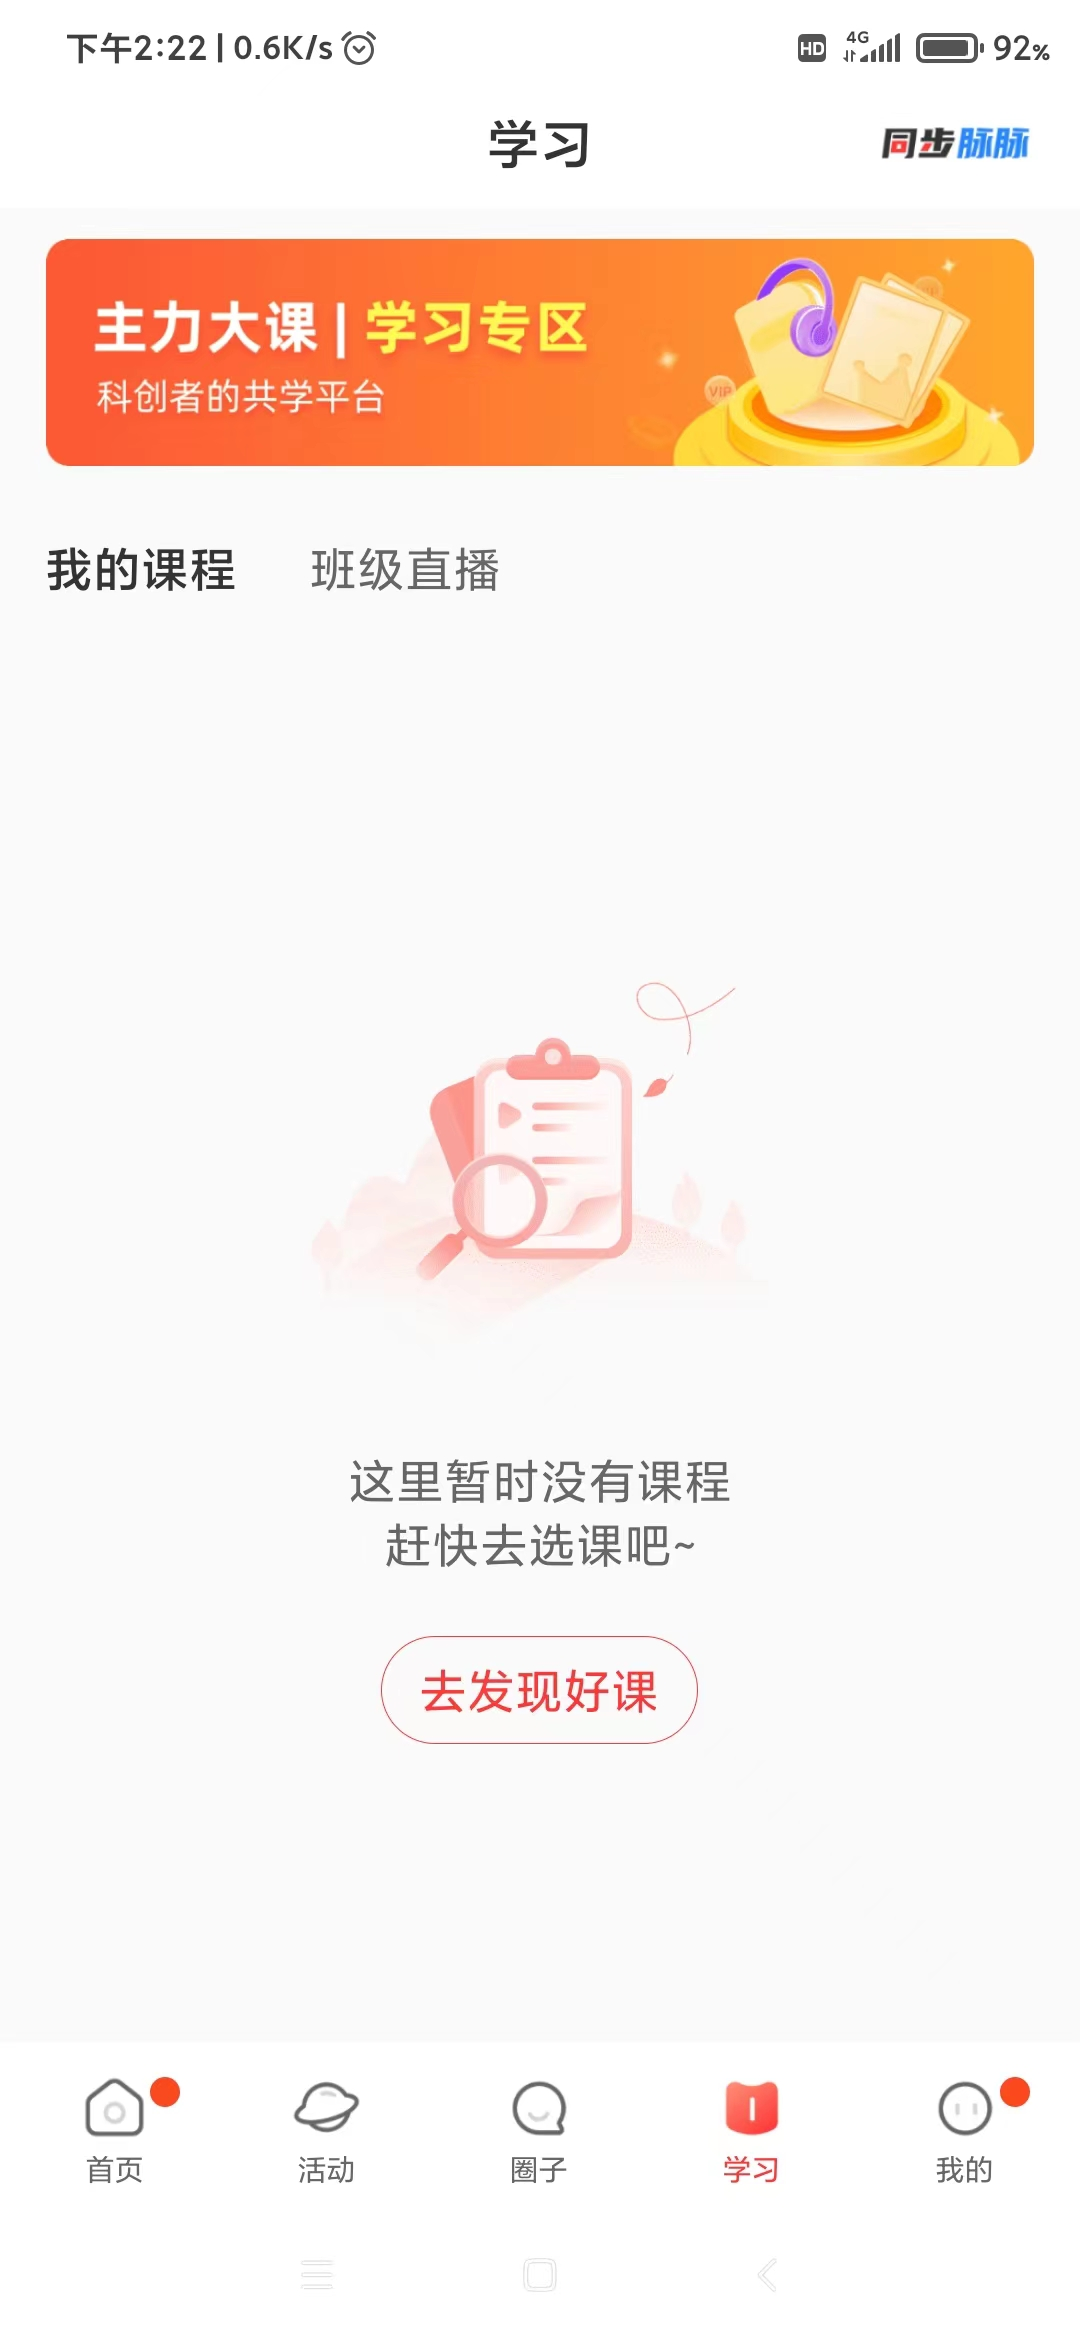 下午2:22 | 0.6K/s
HD 4G 92%
学习
同步脉脉
主力大课 | 学习专区
科创者的共学平台
VIP
我的课程 班级直播
这里暂时没有课程
赶快去选课吧~
去发现好课
首页 活动 圈子 学习 我的